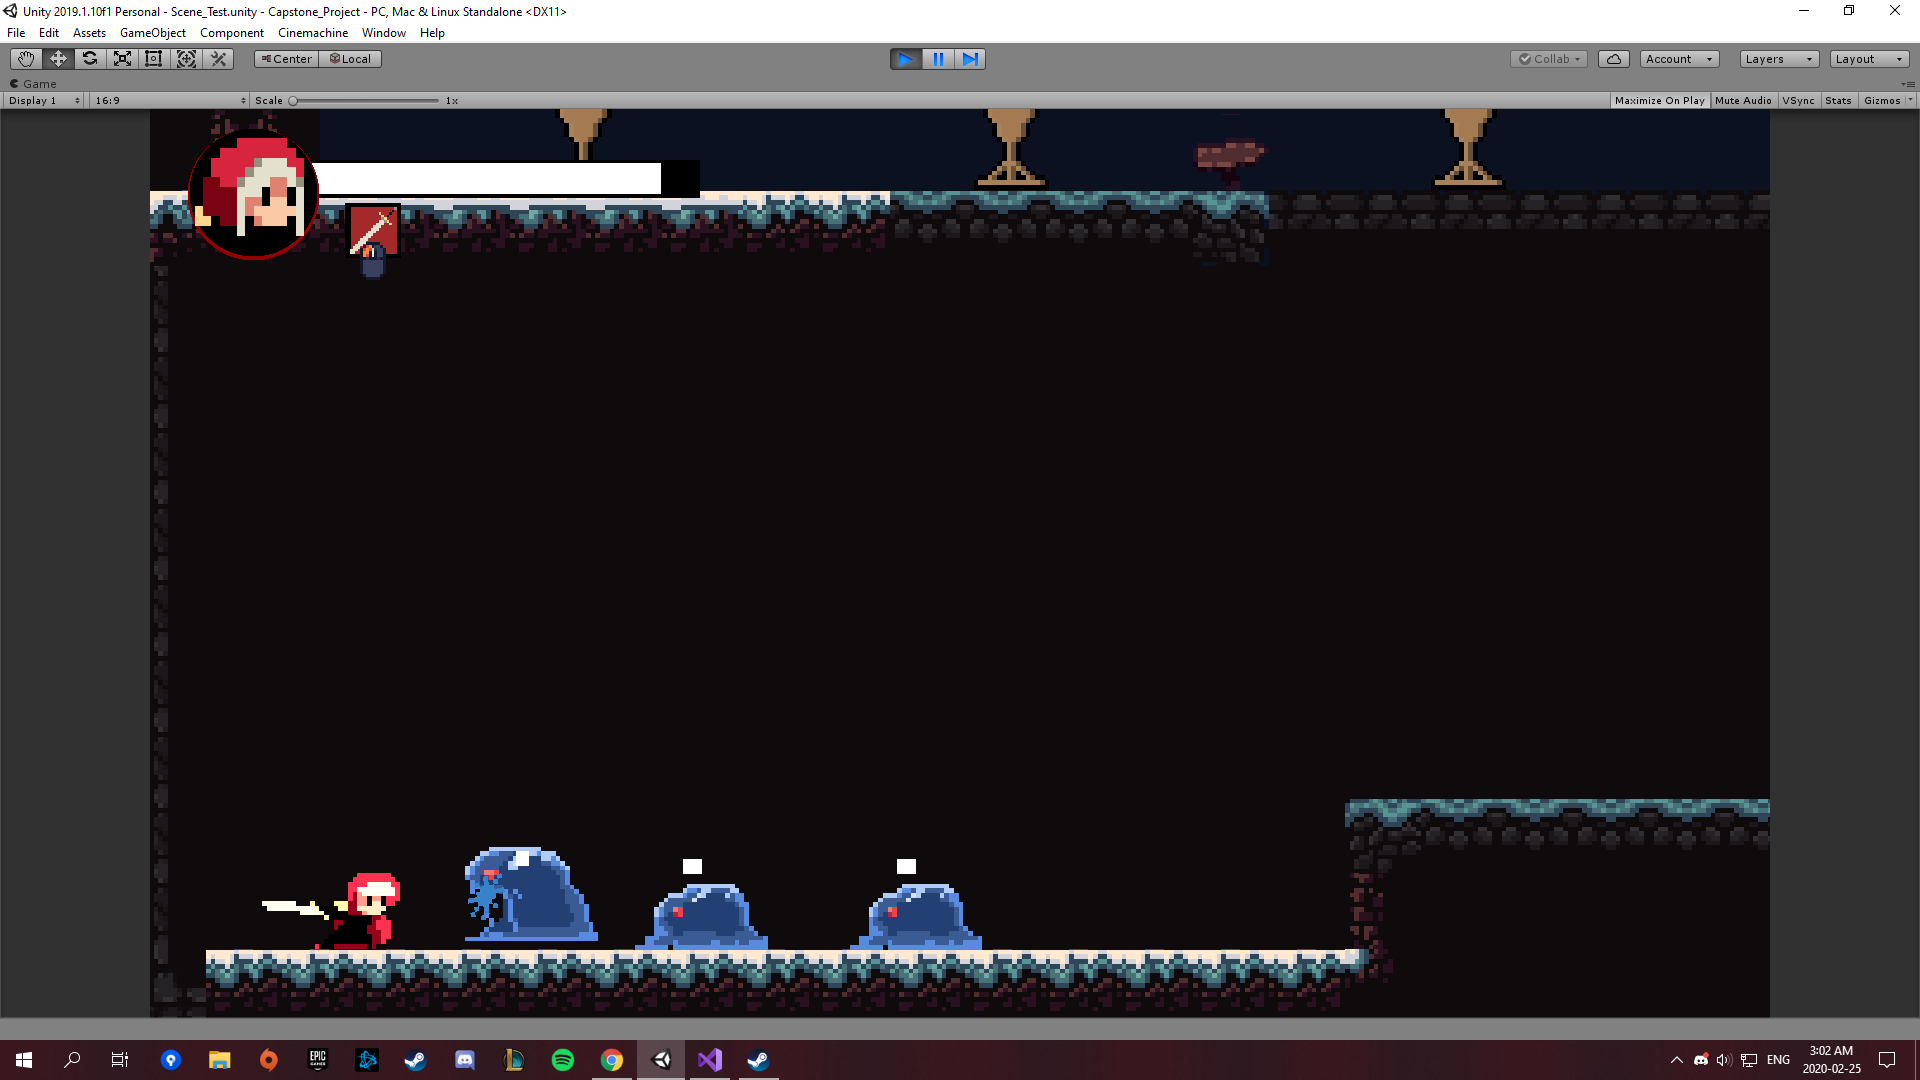 Unity 2019.1.10f1 Personal - Scene_Test.unity - Capstone_Project - PC, Mac & Linux Standalone <DX11>
File Edit Assets GameObject Component Cinemachine Window Help
Center Local Collab Account Layers Layout
Game
Display 1 16:9 Scale 1x Maximize On Play Mute Audio VSync Stats Gizmos
EPIC GAMES
ENG
3:02 AM
2020-02-25